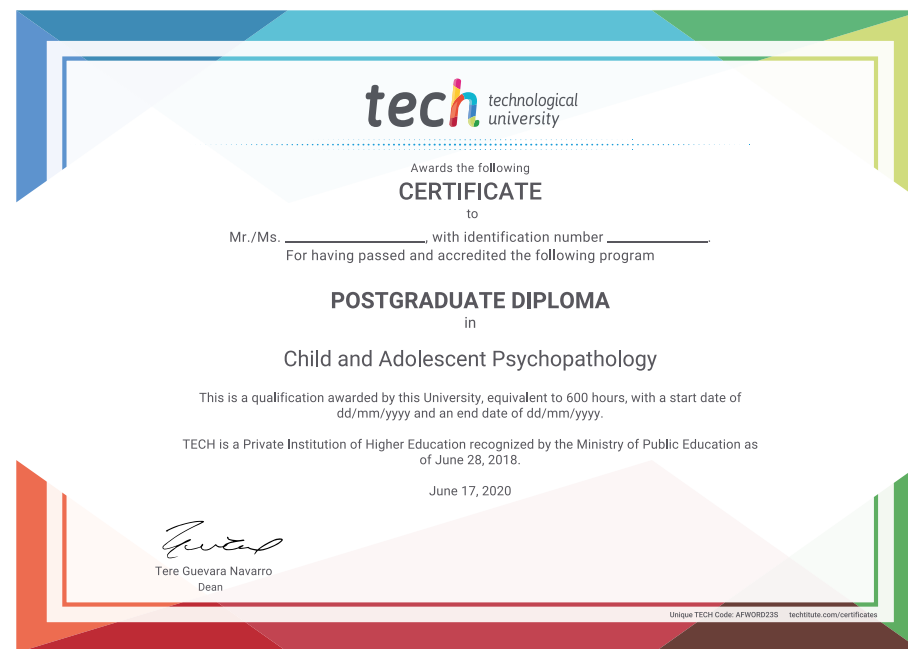 tech technological
university
Awards the following
CERTIFICATE
to
Mr./Ms. ____________________, with identification number ______________.
For having passed and accredited the following program
POSTGRADUATE DIPLOMA
in
Child and Adolescent Psychopathology
This is a qualification awarded by this University, equivalent to 600 hours, with a start date of
dd/mm/yyyy and an end date of dd/mm/yyyy.
TECH is a Private Institution of Higher Education recognized by the Ministry of Public Education as
of June 28, 2018.
June 17, 2020
Tere Guevara Navarro
Dean
Unique TECH Code: AFWORD23S techtitute.com/certificates